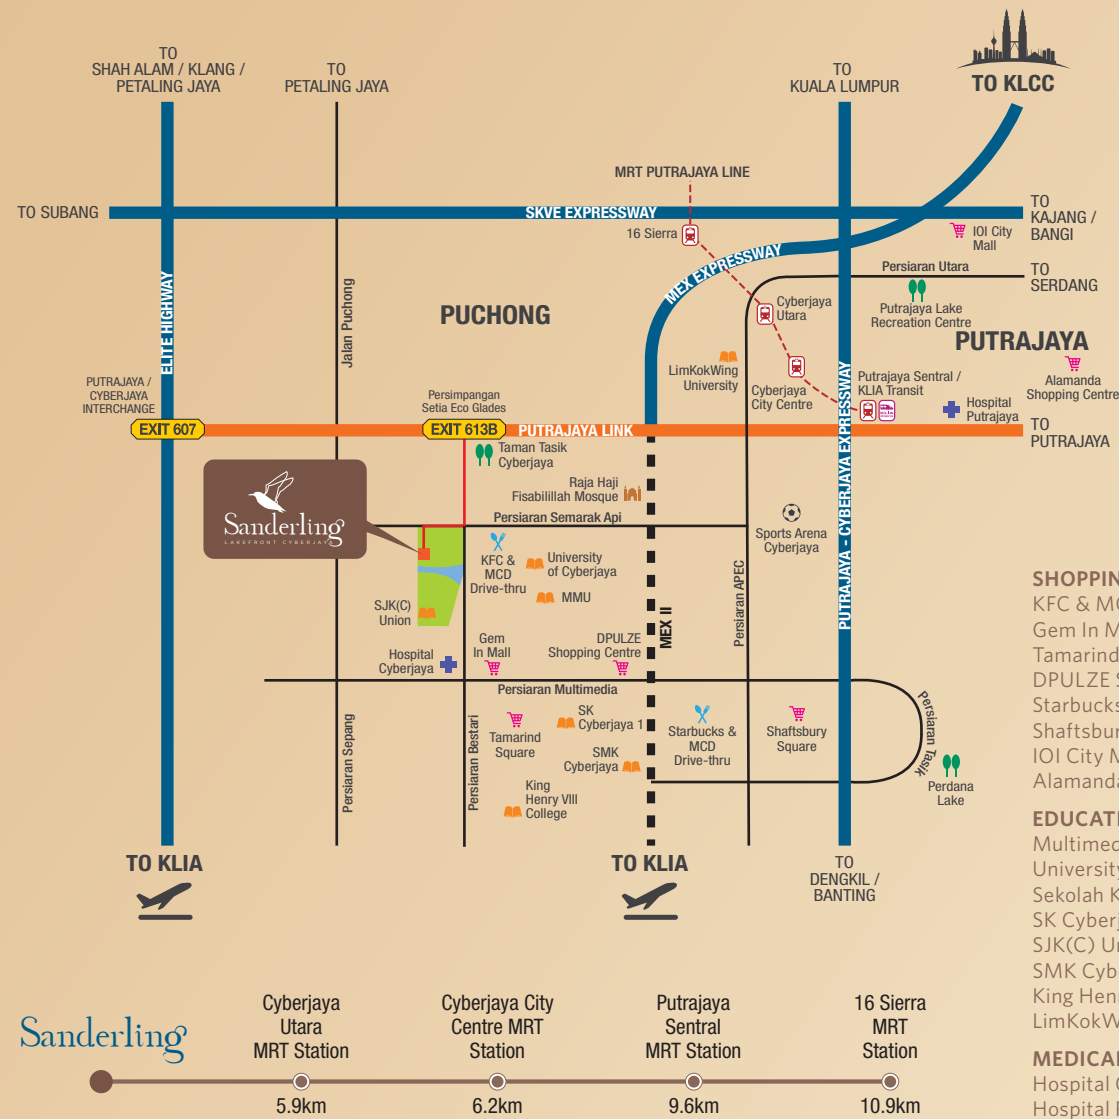 TO
SHAH ALAM / KLANG /
PETALING JAYA
TO
PETALING JAYA
TO
KUALA LUMPUR
TO KLCC
MRT PUTRAJAYA LINE
TO SUBANG
SKVE EXPRESSWAY
TO
KAJANG /
BANGI
16 Sierra
IOI City
Mall
MEX EXPRESSWAY
Persiaran Utara
TO
SERDANG
ELITE HIGHWAY
Jalan Puchong
PUCHONG
Cyberjaya
Utara
Putrajaya Lake
Recreation Centre
PUTRAJAYA
LimKokWing
University
Cyberjaya
City Centre
Putrajaya Sentral /
KLIA Transit
Alamanda
Shopping Centre
Hospital
Putrajaya
PUTRAJAYA /
CYBERJAYA
INTERCHANGE
EXIT 607
Persimpangan
Setia Eco Glades
EXIT 613B
PUTRAJAYA LINK
TO
PUTRAJAYA
PUTRAJAYA - CYBERJAYA EXPRESSWAY
Taman Tasik
Cyberjaya
Raja Haji
Fisabilillah Mosque
Sanderling
LAKEFRONT CYBERJAYA
Persiaran Semarak Api
Sports Arena
Cyberjaya
KFC &
MCD
Drive-thru
University
of Cyberjaya
MMU
SJK(C)
Union
MEX II
Persiaran APEC
Hospital
Cyberjaya
Gem
In Mall
DPULZE
Shopping Centre
Persiaran Multimedia
Persiaran Sepang
Persiaran Bestari
Tamarind
Square
SK
Cyberjaya 1
SMK
Cyberjaya
King
Henry VIII
College
Starbucks &
MCD
Drive-thru
Shaftsbury
Square
Persiaran Tasik
Perdana
Lake
TO KLIA
TO KLIA
TO
DENGKIL /
BANTING
SHOPPIN
KFC & MC
Gem In M
Tamarind
DPULZE S
Starbucks
Shaftsbur
IOI City M
Alamanda
EDUCATI
Multimed
University
Sekolah K
SK Cyberj
SJK(C) Un
SMK Cybe
King Henr
LimKokW
MEDICAL
Hospital C
Hospital
Sanderling
Cyberjaya
Utara
MRT Station
5.9km
Cyberjaya City
Centre MRT
Station
6.2km
Putrajaya
Sentral
MRT Station
9.6km
16 Sierra
MRT
Station
10.9km